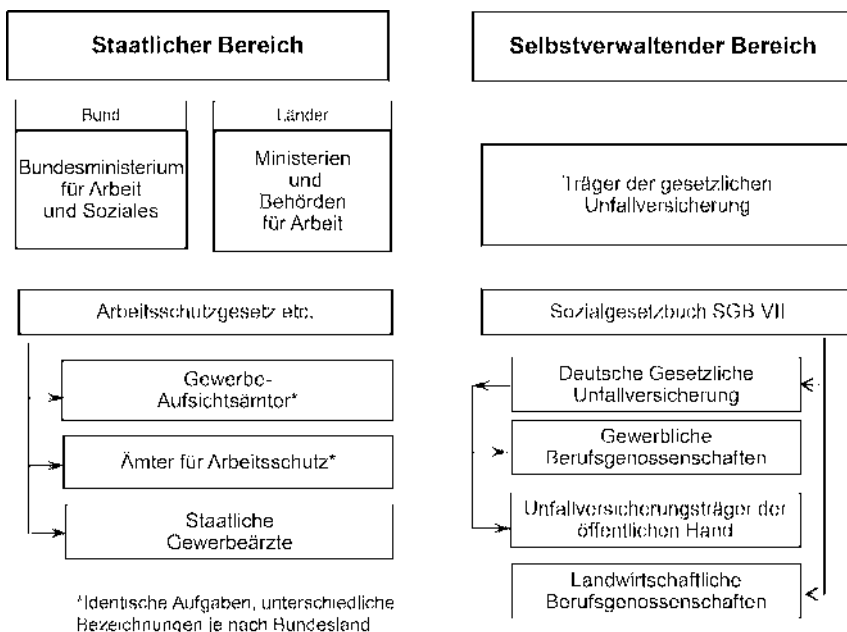 Staatlicher Bereich
Bund
Länder
Bundesministerium
für Arbeit
und Soziales
Ministerien
und
Behörden
für Arbeit
Arbeitsschutzgesetz etc.
Gewerbe-
Aufsichtsämter*
Ämter für Arbeitsschutz*
Staatliche
Gewerbeärzte
*Identische Aufgaben, unterschiedliche
Bezeichnungen je nach Bundesland
Selbstverwaltender Bereich
Träger der gesetzlichen
Unfallversicherung
Sozialgesetzbuch SGB VII
Deutsche Gesetzliche
Unfallversicherung
Gewerbliche
Berufsgenossenschaften
Unfallversicherungsträger der
öffentlichen Hand
Landwirtschaftliche
Berufsgenossenschaften